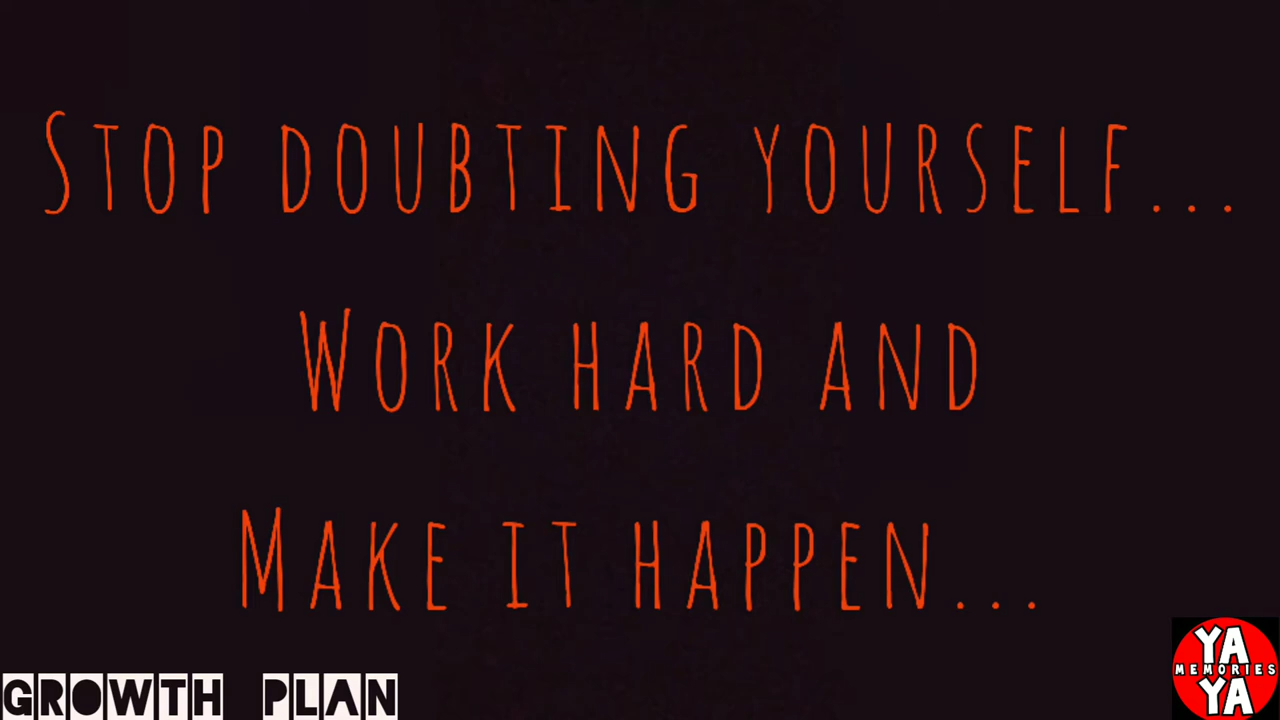 Stop doubting yourself...
Work hard and
Make it happen...
GROWTH PLAN
YA
MEMORIES
YA